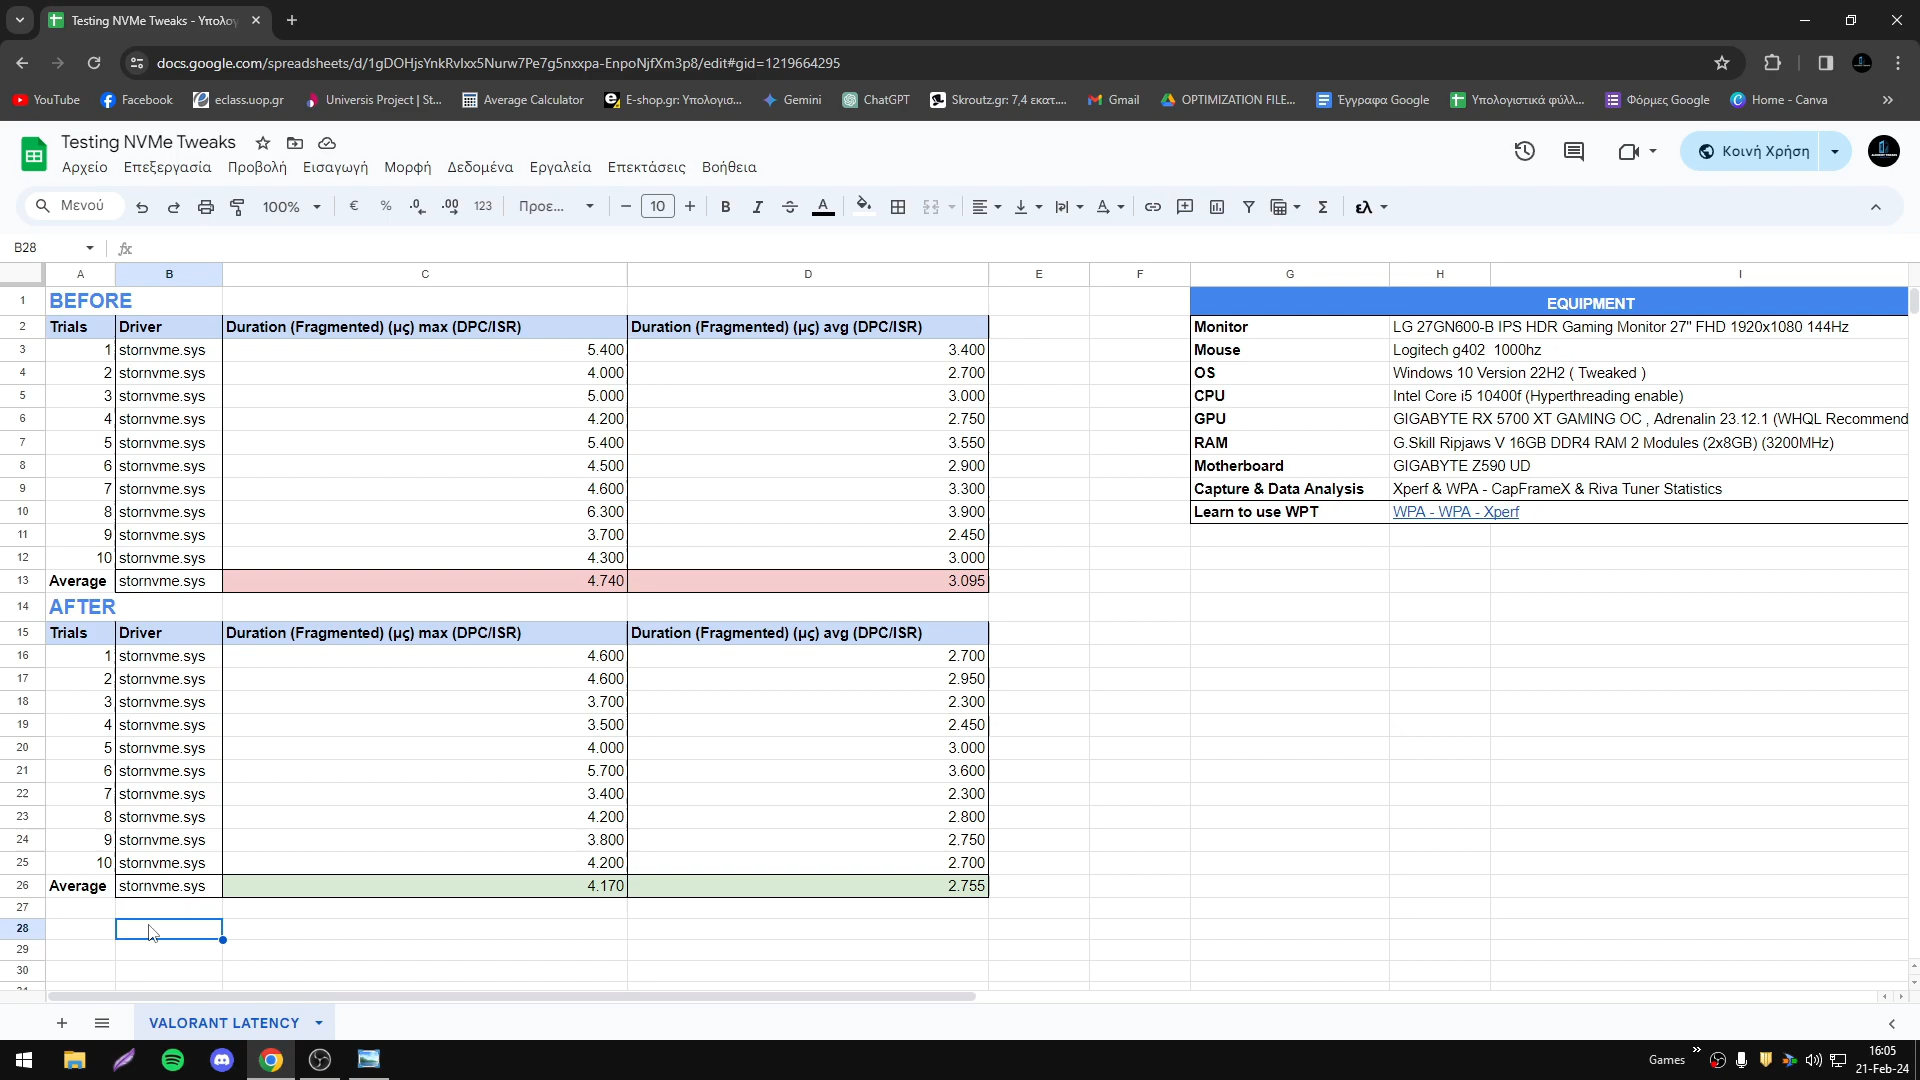 Testing NVMe Tweaks - Υπολογ
docs.google.com/spreadsheets/d/1gDOHjsYnkRvlxx5Nurw7Pe7g5nxxpa-EnpoNjfXm3p8/edit#gid=1219664295
YouTube Facebook eclass.uop.gr Universis Project | St... Average Calculator E-shop.gr: Υπολογισ... Gemini ChatGPT Skroutz.gr: 7,4 εκατ.... Gmail OPTIMIZATION FILE... Έγγραφα Google Υπολογιστικά φύλλ... Φόρμες Google Home - Canva »
Testing NVMe Tweaks
Αρχείο Επεξεργασία Προβολή Εισαγωγή Μορφή Δεδομένα Εργαλεία Επεκτάσεις Βοήθεια
Κοινή Χρήση
Μενού 100% € % .0 .00 123 Προε... − 10 + B I A Σ ελ
B28 fx
A B C D E F G H I
1 BEFORE EQUIPMENT
2 Trials Driver Duration (Fragmented) (μς) max (DPC/ISR) Duration (Fragmented) (μς) avg (DPC/ISR) Monitor LG 27GN600-B IPS HDR Gaming Monitor 27" FHD 1920x1080 144Hz
3 1 stornvme.sys 5.400 3.400 Mouse Logitech g402 1000hz
4 2 stornvme.sys 4.000 2.700 OS Windows 10 Version 22H2 ( Tweaked )
5 3 stornvme.sys 5.000 3.000 CPU Intel Core i5 10400f (Hyperthreading enable)
6 4 stornvme.sys 4.200 2.750 GPU GIGABYTE RX 5700 XT GAMING OC , Adrenalin 23.12.1 (WHQL Recommend
7 5 stornvme.sys 5.400 3.550 RAM G.Skill Ripjaws V 16GB DDR4 RAM 2 Modules (2x8GB) (3200MHz)
8 6 stornvme.sys 4.500 2.900 Motherboard GIGABYTE Z590 UD
9 7 stornvme.sys 4.600 3.300 Capture & Data Analysis Xperf & WPA - CapFrameX & Riva Tuner Statistics
10 8 stornvme.sys 6.300 3.900 Learn to use WPT WPA - WPA - Xperf
11 9 stornvme.sys 3.700 2.450
12 10 stornvme.sys 4.300 3.000
13 Average stornvme.sys 4.740 3.095
14 AFTER
15 Trials Driver Duration (Fragmented) (μς) max (DPC/ISR) Duration (Fragmented) (μς) avg (DPC/ISR)
16 1 stornvme.sys 4.600 2.700
17 2 stornvme.sys 4.600 2.950
18 3 stornvme.sys 3.700 2.300
19 4 stornvme.sys 3.500 2.450
20 5 stornvme.sys 4.000 3.000
21 6 stornvme.sys 5.700 3.600
22 7 stornvme.sys 3.400 2.300
23 8 stornvme.sys 4.200 2.800
24 9 stornvme.sys 3.800 2.750
25 10 stornvme.sys 4.200 2.700
26 Average stornvme.sys 4.170 2.755
27
28
29
30
VALORANT LATENCY
Games » 16:05
21-Feb-24